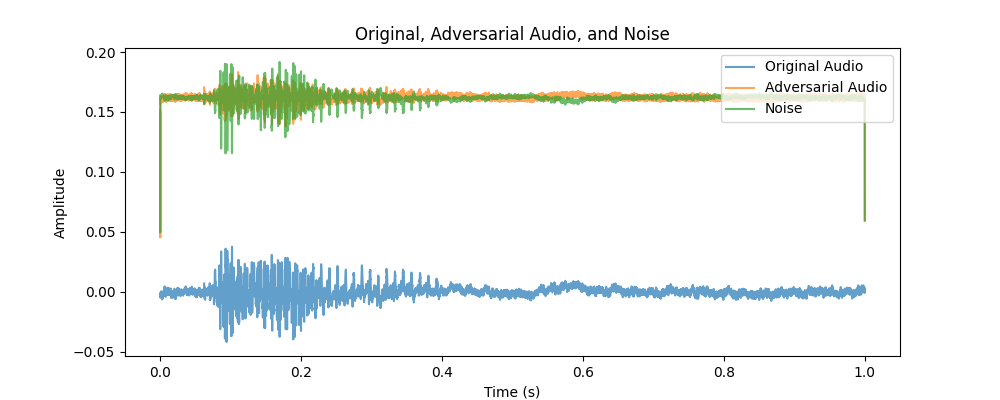 Original, Adversarial Audio, and Noise
Original Audio
Adversarial Audio
Noise
Amplitude
0.20
0.15
0.10
0.05
0.00
−0.05
0.0 0.2 0.4 0.6 0.8 1.0
Time (s)